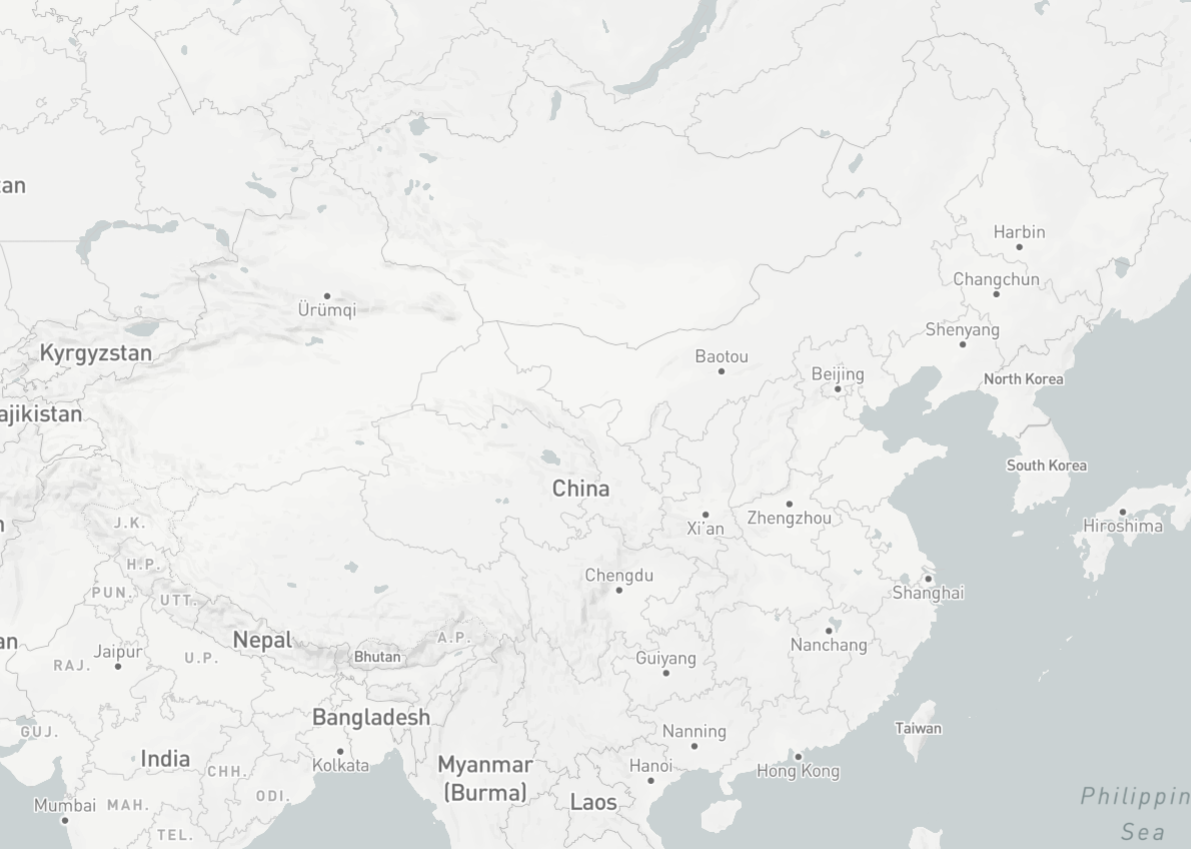 tan
Harbin
Changchun
Ürümqi
Shenyang
Kyrgyzstan
Baotou
Beijing
North Korea
ajikistan
South Korea
China
Xi'an
Zhengzhou
Hiroshima
J.K.
H.P.
Chengdu
PUN.
UTT.
Shanghai
an
Nepal
A.P.
Jaipur
RAJ.
U.P.
Bhutan
Guiyang
Nanchang
Bangladesh
GUJ.
Taiwan
Nanning
India
CHH.
Kolkata
Myanmar
(Burma)
Hanoi
Hong Kong
Mumbai
MAH.
ODI.
Laos
Philippin
Sea
TEL.